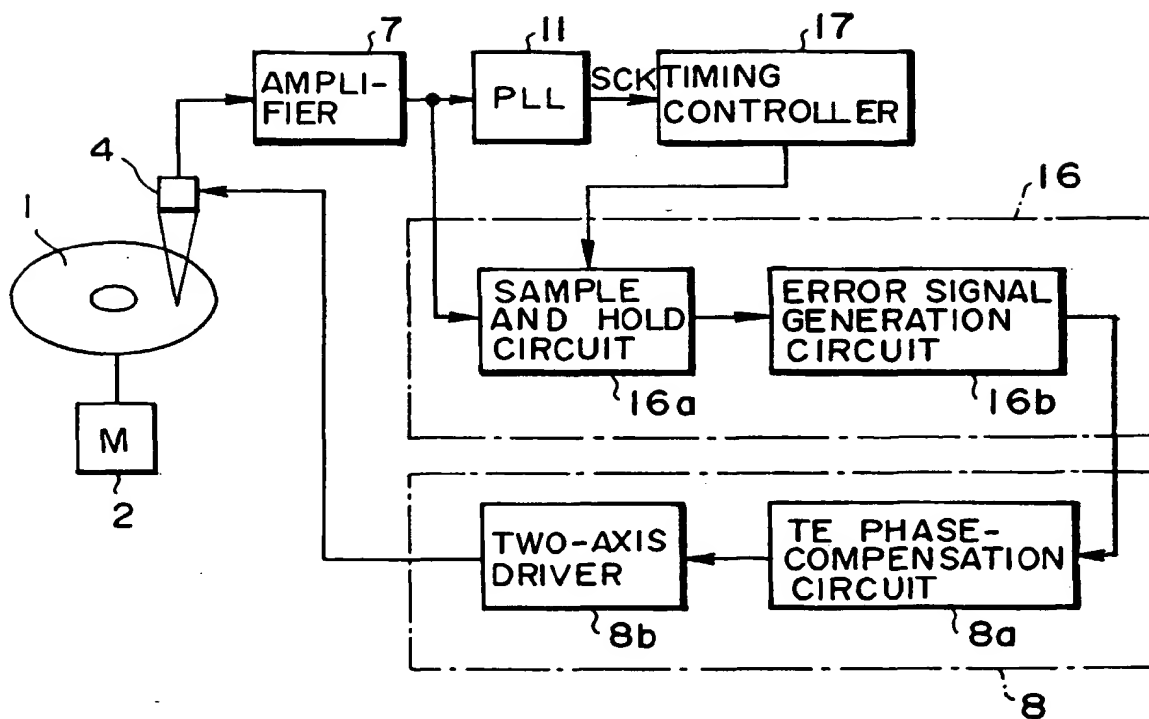 7
11
17
AMPLI-
FIER
PLL
SCK
TIMING
CONTROLLER
4
1
16
SAMPLE
AND HOLD
CIRCUIT
ERROR SIGNAL
GENERATION
CIRCUIT
16a
16b
M
2
TWO-AXIS
DRIVER
TE PHASE-
COMPENSATION
CIRCUIT
8b
8a
8